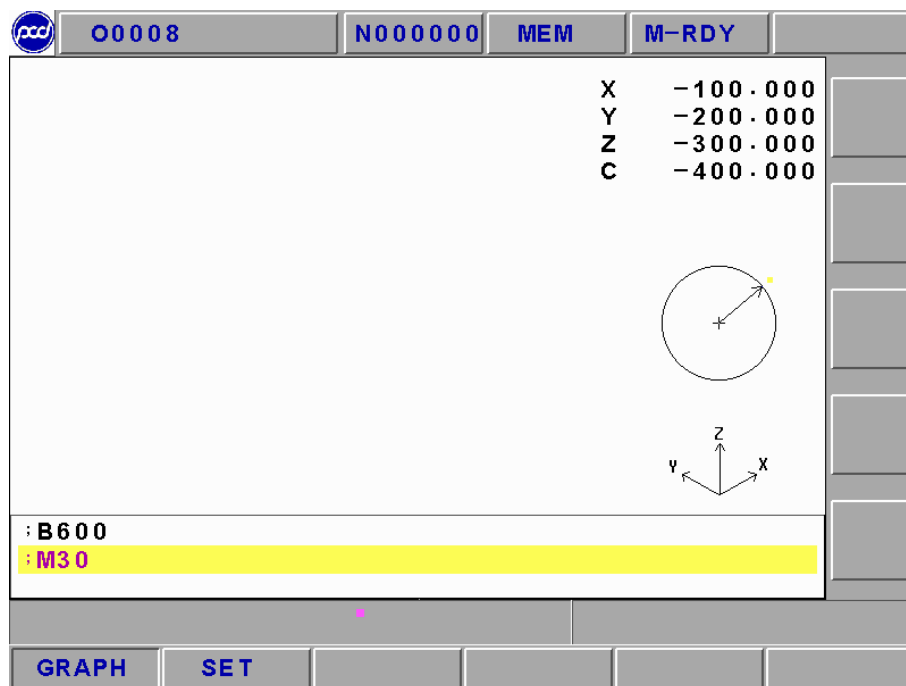 pcd O0008 N000000 MEM M-RDY
X -100.000
Y -200.000
Z -300.000
C -400.000
Z
Y X
;B600
;M30
GRAPH SET